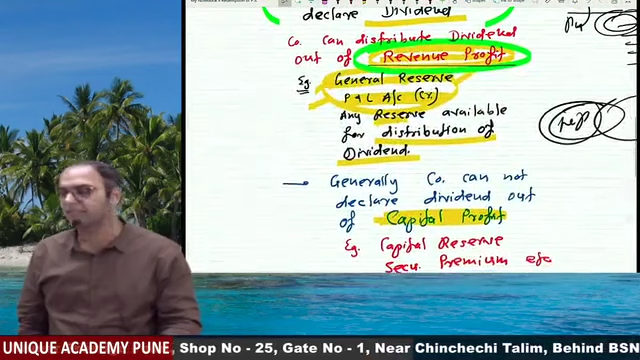 declare Dividend
Co. Can distribute Dividend
out of Revenue Profit
Eg. General Reserve
P & L A/c (Cr.)
Any Reserve available
for distribution of
Dividend.
→ Generally Co. can not
declare dividend out
of Capital Profit
Eg. Capital Reserve
Secu. Premium etc
UNIQUE ACADEMY PUNE, Shop No - 25, Gate No - 1, Near Chinchechi Talim, Behind BSN